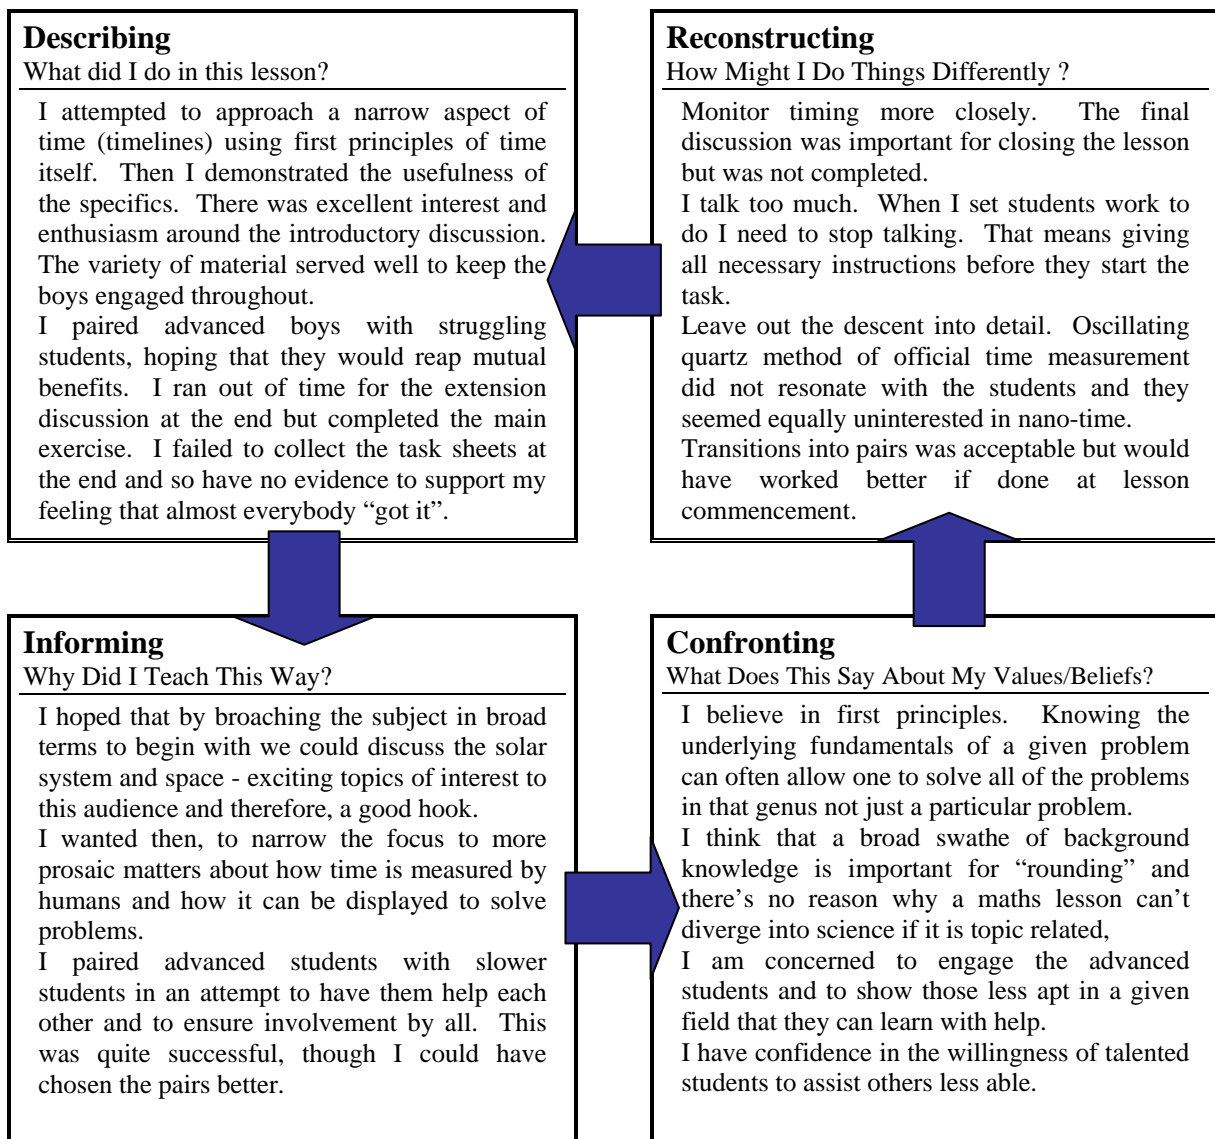 Describing
What did I do in this lesson?
I attempted to approach a narrow aspect of
time (timelines) using first principles of time
itself. Then I demonstrated the usefulness of
the specifics. There was excellent interest and
enthusiasm around the introductory discussion.
The variety of material served well to keep the
boys engaged throughout.
I paired advanced boys with struggling
students, hoping that they would reap mutual
benefits. I ran out of time for the extension
discussion at the end but completed the main
exercise. I failed to collect the task sheets at
the end and so have no evidence to support my
feeling that almost everybody “got it”.
Reconstructing
How Might I Do Things Differently ?
Monitor timing more closely. The final
discussion was important for closing the lesson
but was not completed.
I talk too much. When I set students work to
do I need to stop talking. That means giving
all necessary instructions before they start the
task.
Leave out the descent into detail. Oscillating
quartz method of official time measurement
did not resonate with the students and they
seemed equally uninterested in nano-time.
Transitions into pairs was acceptable but would
have worked better if done at lesson
commencement.
Informing
Why Did I Teach This Way?
I hoped that by broaching the subject in broad
terms to begin with we could discuss the solar
system and space - exciting topics of interest to
this audience and therefore, a good hook.
I wanted then, to narrow the focus to more
prosaic matters about how time is measured by
humans and how it can be displayed to solve
problems.
I paired advanced students with slower
students in an attempt to have them help each
other and to ensure involvement by all. This
was quite successful, though I could have
chosen the pairs better.
Confronting
What Does This Say About My Values/Beliefs?
I believe in first principles. Knowing the
underlying fundamentals of a given problem
can often allow one to solve all of the problems
in that genus not just a particular problem.
I think that a broad swathe of background
knowledge is important for “rounding” and
there’s no reason why a maths lesson can’t
diverge into science if it is topic related,
I am concerned to engage the advanced
students and to show those less apt in a given
field that they can learn with help.
I have confidence in the willingness of talented
students to assist others less able.